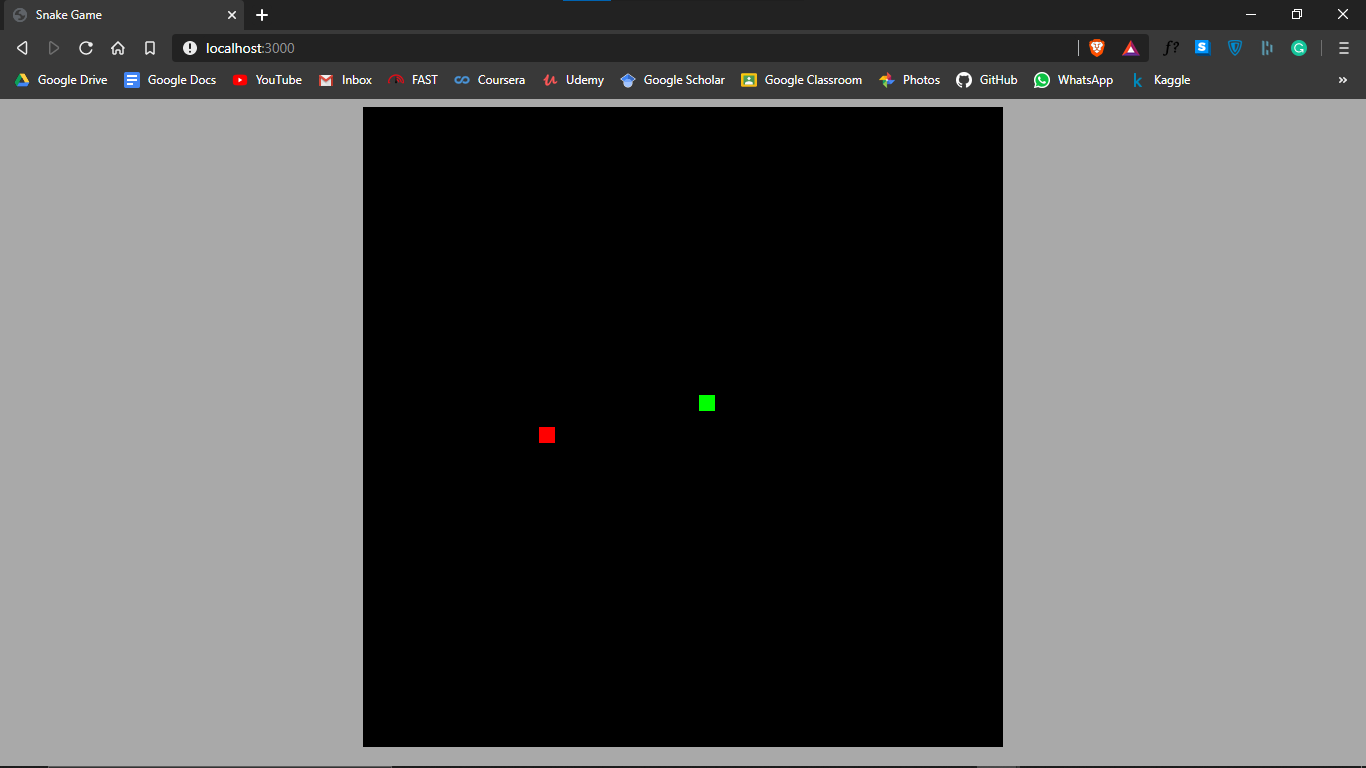 Snake Game
localhost:3000
f?
S
G
Google Drive Google Docs YouTube Inbox FAST Coursera Udemy Google Scholar Google Classroom Photos GitHub WhatsApp k Kaggle »